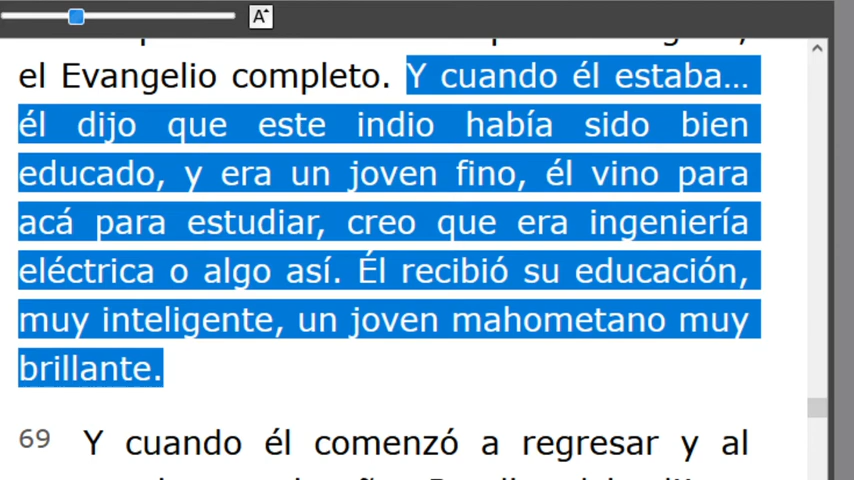 A
el Evangelio completo. Y cuando él estaba...
él dijo que este indio había sido bien
educado, y era un joven fino, él vino para
acá para estudiar, creo que era ingeniería
eléctrica o algo así. Él recibió su educación,
muy inteligente, un joven mahometano muy
brillante.
69 Y cuando él comenzó a regresar y al